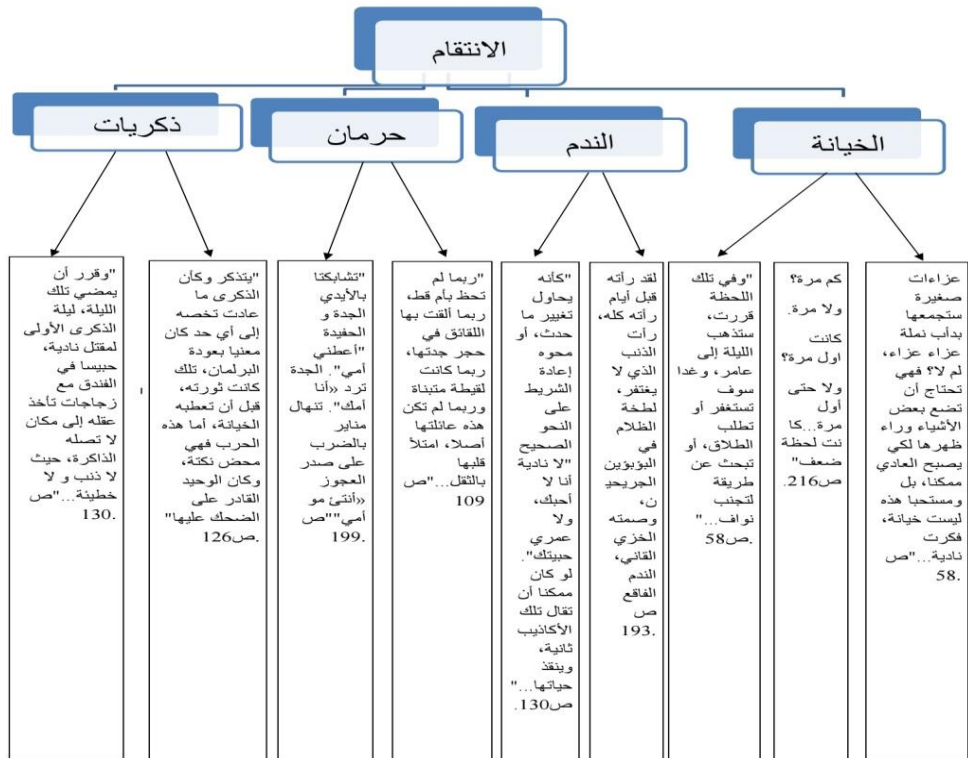 الانتقام
الخيانة
الندم
حرمان
ذكريات
عزاءات
صغيرة
ستجمعها
بدأب نملة
عزاء عزاء،
لم لا؟ فهي
تحتاج أن
تضع بعض
الأشياء وراء
ظهرها لكي
يصبح العادي
ممكنا، بل
ومستحبا هذه
ليست خيانة،
فكرت
نادية..."ص
58.
كم مرة؟
ولا مرة.
كانت
اول مرة؟
ولا حتى
أول
مرة...كا
نت لحظة
ضعف"
ص216.
"وفي تلك
اللحظة
قررت،
ستذهب
الليلة إلى
عامر، وغدا
سوف
تستغفر أو
تطلب
الطلاق، أو
تبحث عن
طريقة
لتجنب
نواف..."
ص58.
لقد رأته
قبل أيام
رأته كله،
رأت
الذنب
الذي لا
يغتفر،
لطخة
الظلام
في
البؤبؤين
الجريحي
ن،
وصمته
الخزي
القاني،
الندم
الفاقع
ص
193.
"كأنه
يحاول
تغيير ما
حدث، أو
محوه
إعادة
الشريط
على
النحو
الصحيح
"لا نادية
أنا لا
أحبك،
ولا
عمري
حبيتك".
لو كان
ممكنا أن
تقال تلك
الأكاذيب
ثانية،
وينقذ
حياتها..."
ص130.
"ربما لم
تحظ بأم قط،
ربما ألقت بها
اللقائق في
حجر جدتها،
ربما كانت
لقيطة متبناة
وربما لم تكن
هذه عائلتها
أصلا، امتلأ
قلبها
بالثقل..."ص
109
"تشابكتا
بالأيدي
الجدة و
الحفيدة
"أعطني
أمي". الجدة
ترد «أنا
أمك". تنهال
مناير
بالضرب
على صدر
العجوز
«أنتئ مو
أمي""ص
199.
"يتذكر وكأن
الذكرى ما
عادت تخصه
إلى أي حد كان
معنيا بعودة
البرلمان، تلك
كانت ثورته،
قبل أن تعطبه
الخيانة، أما هذه
الحرب فهي
محض نكتة،
وكان الوحيد
القادر على
الضحك عليها"
ص126.
"وقرر أن
يمضي تلك
الليلة، ليلة
الذكرى الأولى
لمقتل نادية،
حبيسا في
الفندق مع
زجاجات تأخذ
عقله إلى مكان
لا تصله
الذاكرة، حيث
لا ذنب و لا
خطيئة..."ص
130.